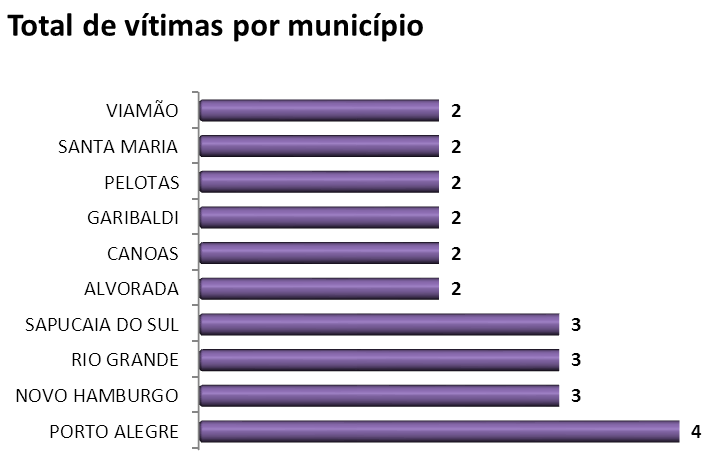 Total de vítimas por município
VIAMÃO 2
SANTA MARIA 2
PELOTAS 2
GARIBALDI 2
CANOAS 2
ALVORADA 2
SAPUCAIA DO SUL 3
RIO GRANDE 3
NOVO HAMBURGO 3
PORTO ALEGRE 4